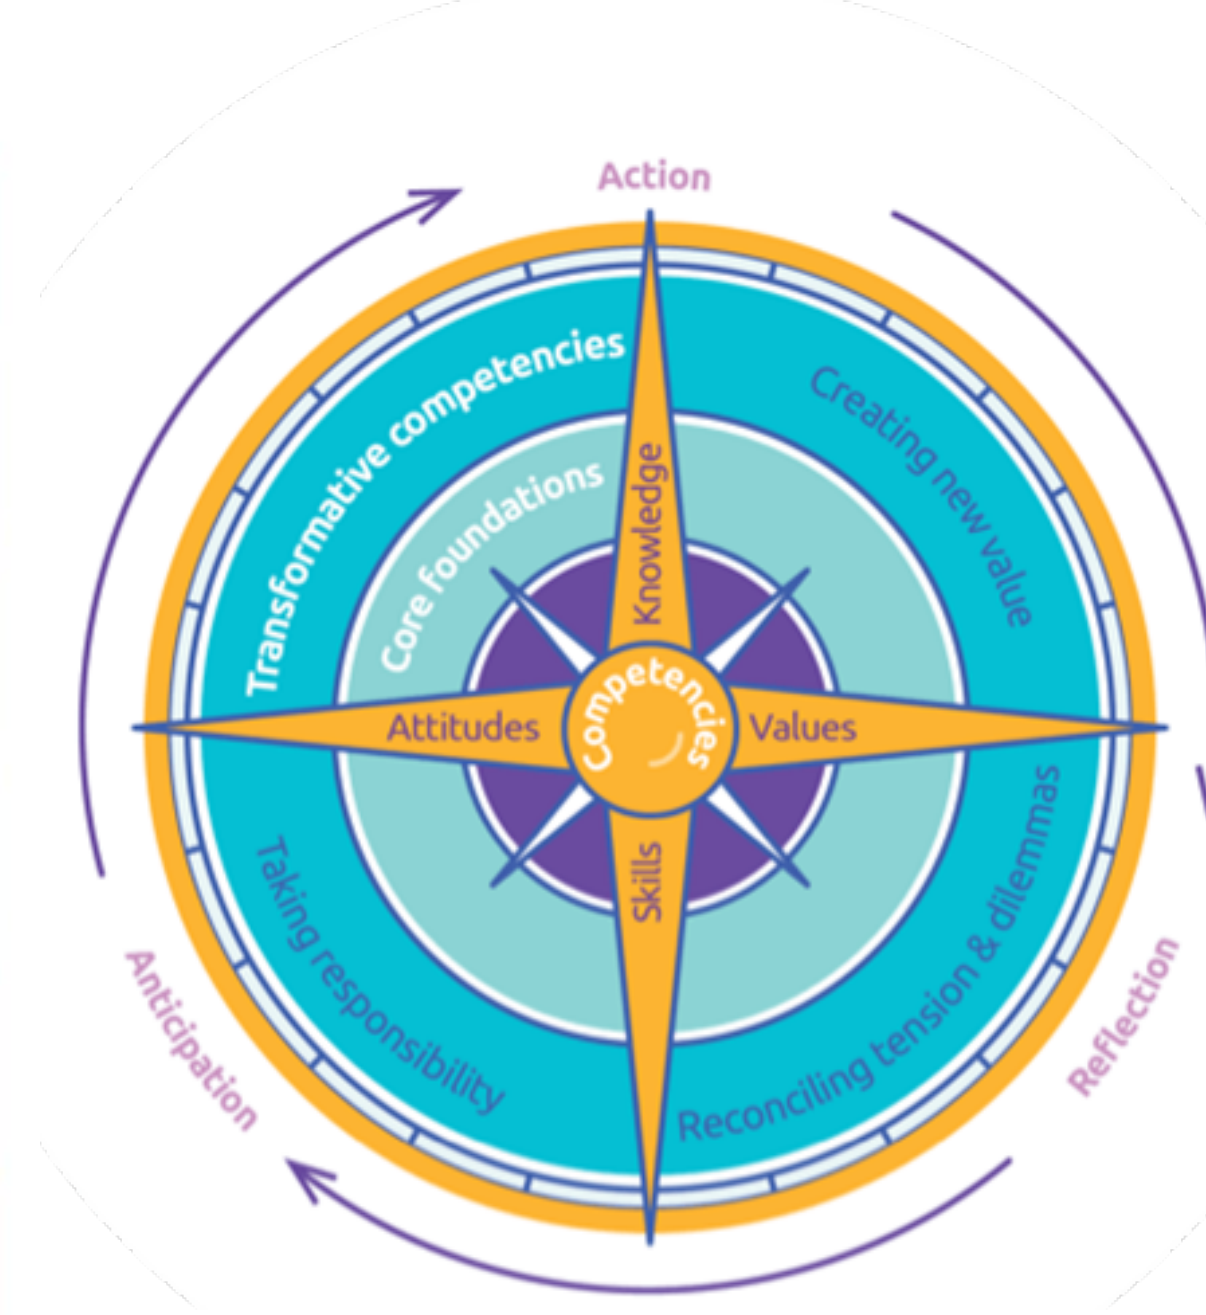 Action
Transformative competencies
Creating new value
Core foundations
Knowledge
Competencies
Attitudes
Values
Skills
Taking responsibility
Reconciling tension & dilemmas
Anticipation
Reflection